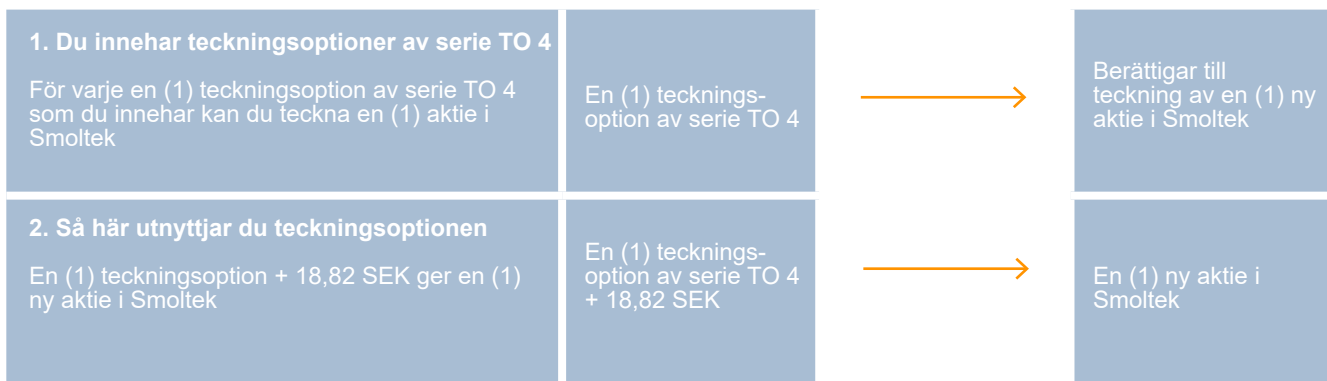 1. Du innehar teckningsoptioner av serie TO 4
För varje en (1) teckningsoption av serie TO 4
som du innehar kan du teckna en (1) aktie i
Smoltek
En (1) tecknings-
option av serie TO 4
Berättigar till
teckning av en (1) ny
aktie i Smoltek
2. Så här utnyttjar du teckningsoptionen
En (1) teckningsoption + 18,82 SEK ger en (1)
ny aktie i Smoltek
En (1) tecknings-
option av serie TO 4
+ 18,82 SEK
En (1) ny aktie i
Smoltek